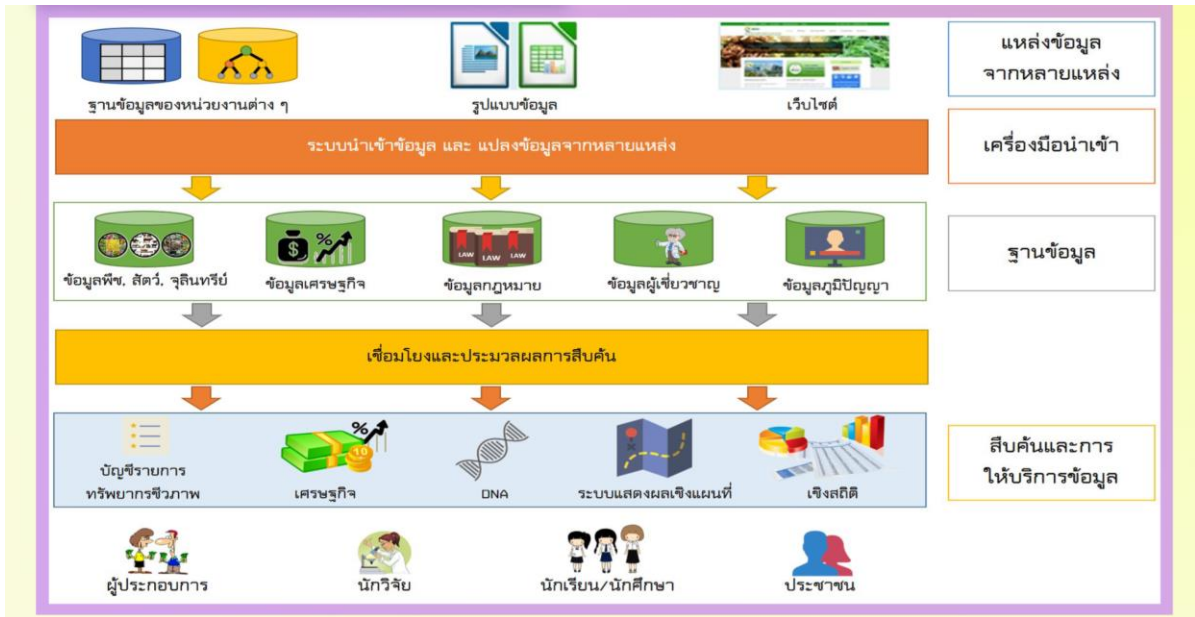 แหล่งข้อมูล
จากหลายแหล่ง
ฐานข้อมูลของหน่วยงานต่าง ๆ
รูปแบบข้อมูล
เว็บไซต์
ระบบนำเข้าข้อมูล และ แปลงข้อมูลจากหลายแหล่ง
เครื่องมือนำเข้า
$
%
LAW
LAW
LAW
ข้อมูลพืช, สัตว์, จุลินทรีย์
ข้อมูลเศรษฐกิจ
ข้อมูลกฎหมาย
ข้อมูลผู้เชี่ยวชาญ
ข้อมูลภูมิปัญญา
ฐานข้อมูล
เชื่อมโยงและประมวลผลการสืบค้น
%
10
บัญชีรายการ
ทรัพยากรชีวภาพ
เศรษฐกิจ
DNA
ระบบแสดงผลเชิงแผนที่
เชิงสถิติ
สืบค้นและการ
ให้บริการข้อมูล
ผู้ประกอบการ
นักวิจัย
นักเรียน/นักศึกษา
ประชาชน